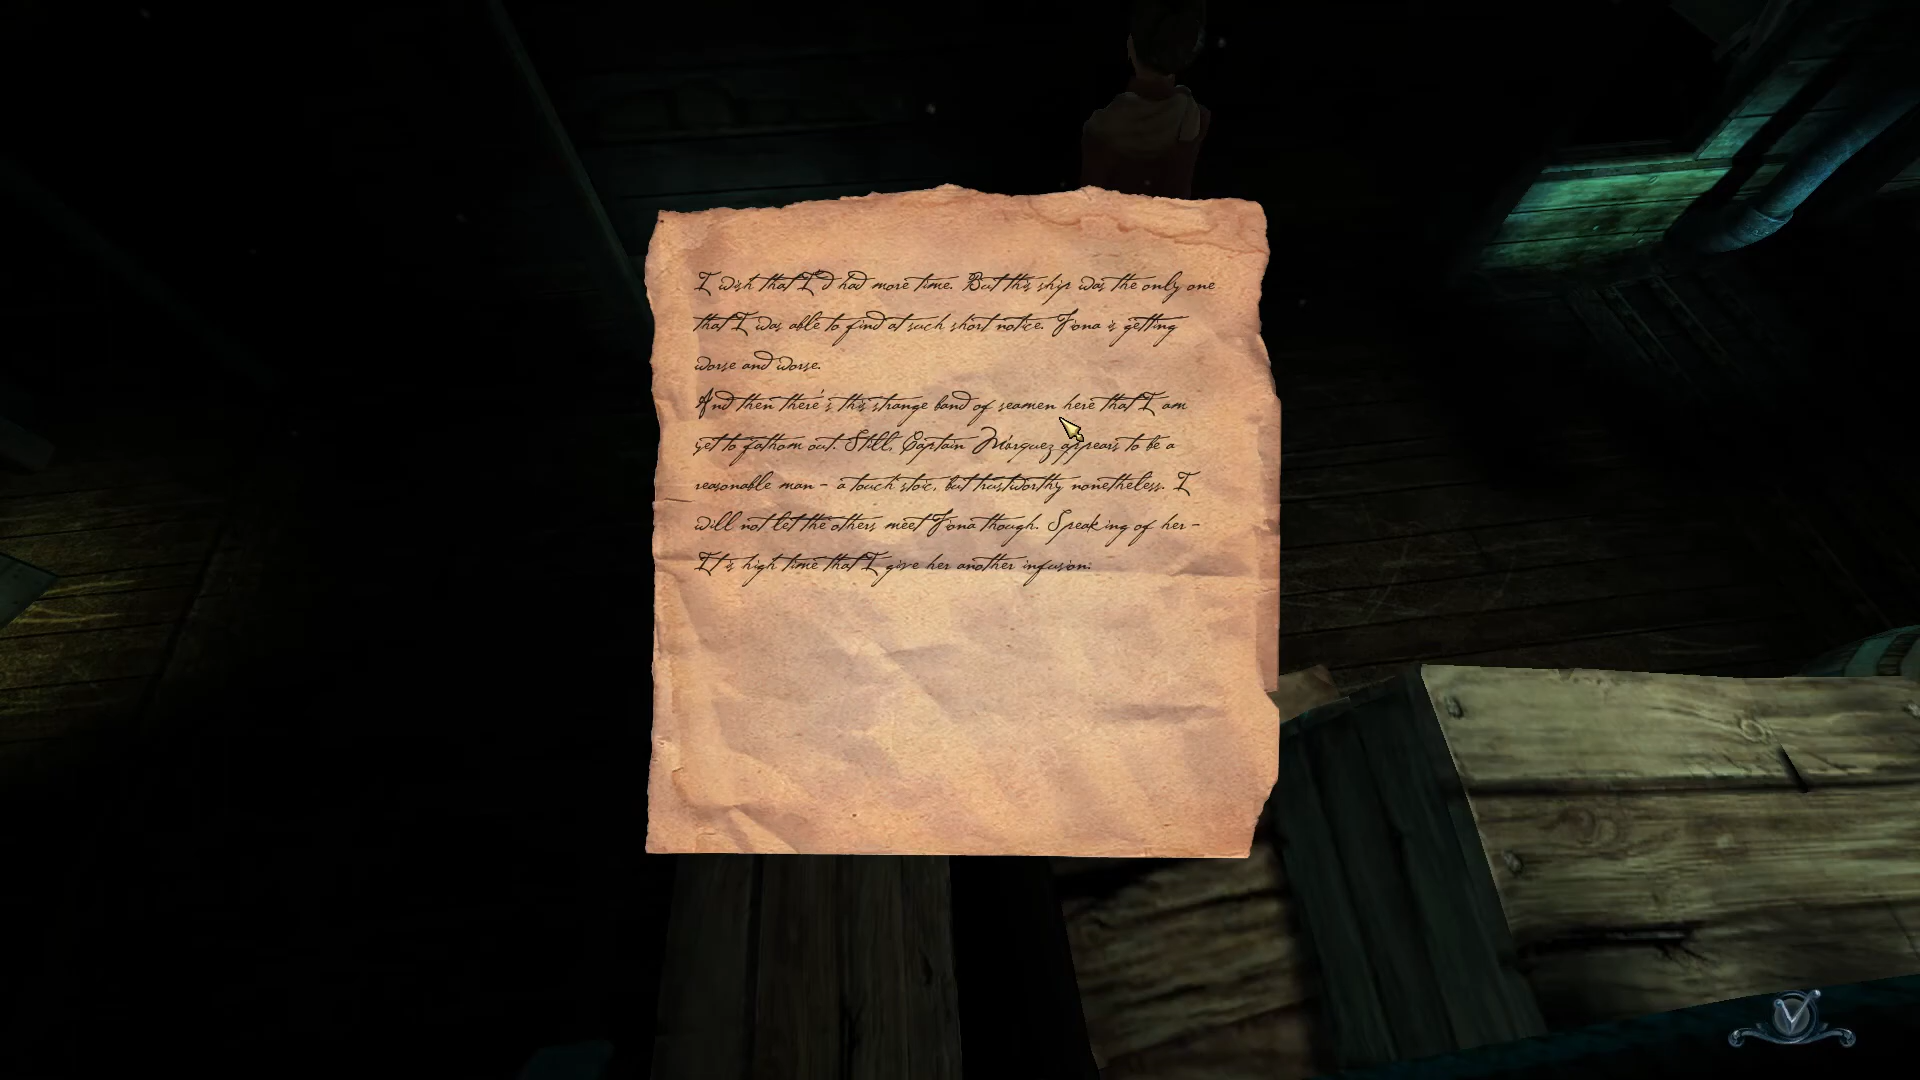 I wish that I'd had more time. But this ship was the only one
that I was able to find at such short notice. Fiona is getting
worse and worse.
And then there's this strange band of seamen here that I am
yet to fathom out. Still, Captain Márquez appears to be a
reasonable man - a touch stoic, but trustworthy nonetheless. I
will not let the others meet Fiona though. Speaking of her -
It is high time that I give her another infusion.